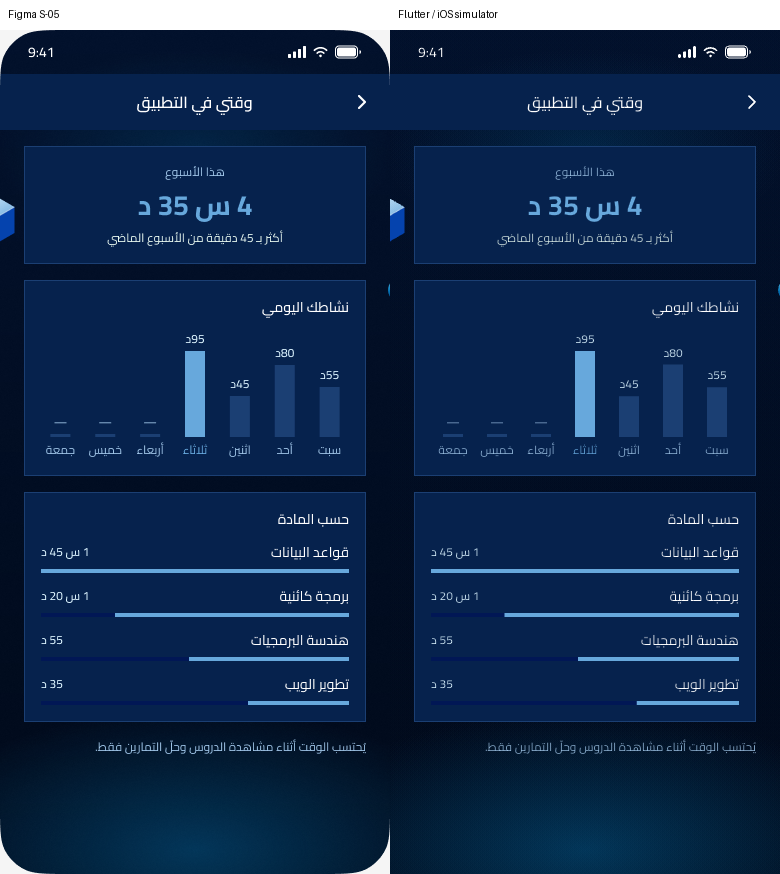 Figma S-05
9:41
وقتي في التطبيق
هذا الأسبوع
4 س 35 د
أكثر بـ 45 دقيقة من الأسبوع الماضي
نشاطك اليومي
55د
80د
45د
95د
—
—
—
سبت
أحد
اثنين
ثلاثاء
أربعاء
خميس
جمعة
حسب المادة
قواعد البيانات
1 س 45 د
برمجة كائنية
1 س 20 د
هندسة البرمجيات
55 د
تطوير الويب
35 د
يُحتسب الوقت أثناء مشاهدة الدروس وحلّ التمارين فقط.
Flutter / iOS simulator
9:41
وقتي في التطبيق
هذا الأسبوع
4 س 35 د
أكثر بـ 45 دقيقة من الأسبوع الماضي
نشاطك اليومي
55د
80د
45د
95د
—
—
—
سبت
أحد
اثنين
ثلاثاء
أربعاء
خميس
جمعة
حسب المادة
قواعد البيانات
1 س 45 د
برمجة كائنية
1 س 20 د
هندسة البرمجيات
55 د
تطوير الويب
35 د
يُحتسب الوقت أثناء مشاهدة الدروس وحلّ التمارين فقط.